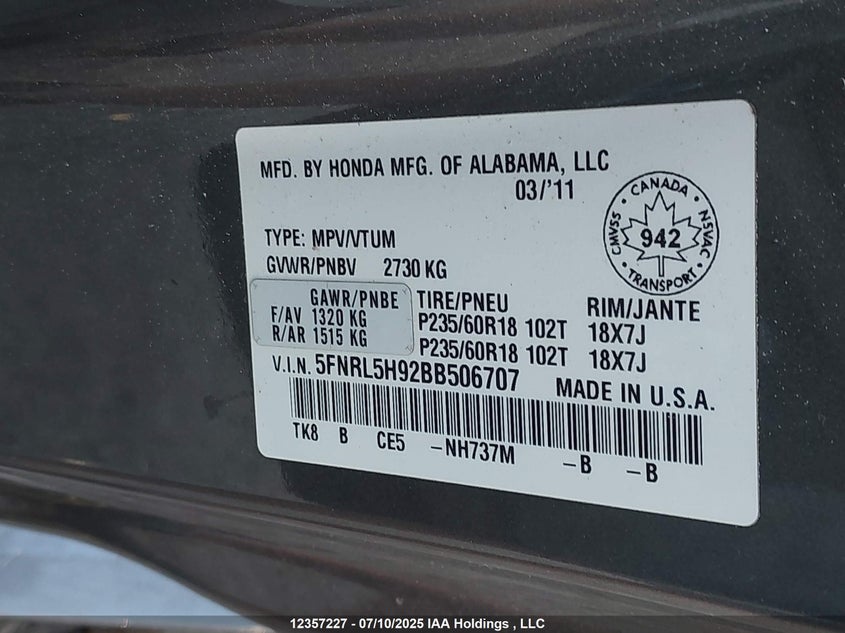 MFD. BY HONDA MFG. OF ALABAMA, LLC
03/'11
TYPE: MPV/VTUM
GVWR/PNBV 2730 KG
CANADA
CMVSS
942
NSVAC
TRANSPORT
GAWR/PNBE TIRE/PNEU RIM/JANTE
F/AV 1320 KG P235/60R18 102T 18X7J
R/AR 1515 KG P235/60R18 102T 18X7J
V.I.N. 5FNRL5H92BB506707 MADE IN U.S.A.
TK8 B CE5 -NH737M -B -B
12357227 - 07/10/2025 IAA Holdings , LLC